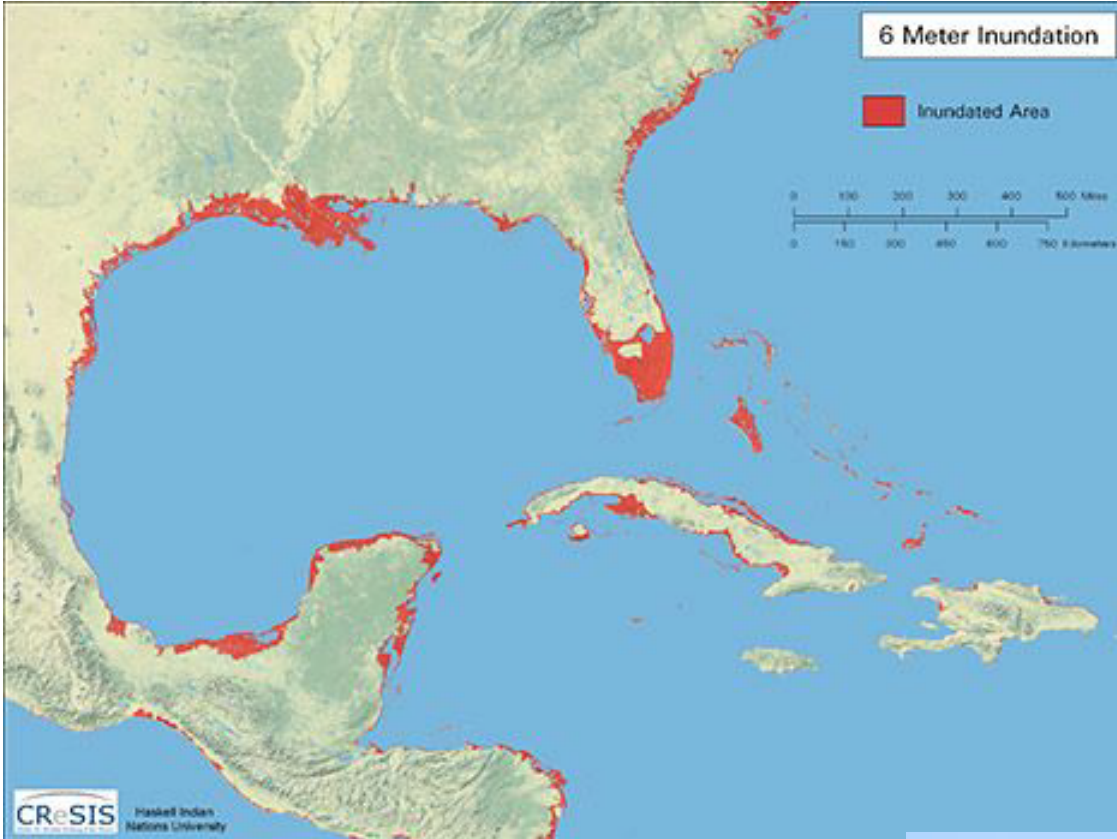 6 Meter Inundation
Inundated Area
0 100 200 300 400 500 Miles
0 150 300 450 600 750 Kilometers
CReSIS
Haskell Indian
Nations University